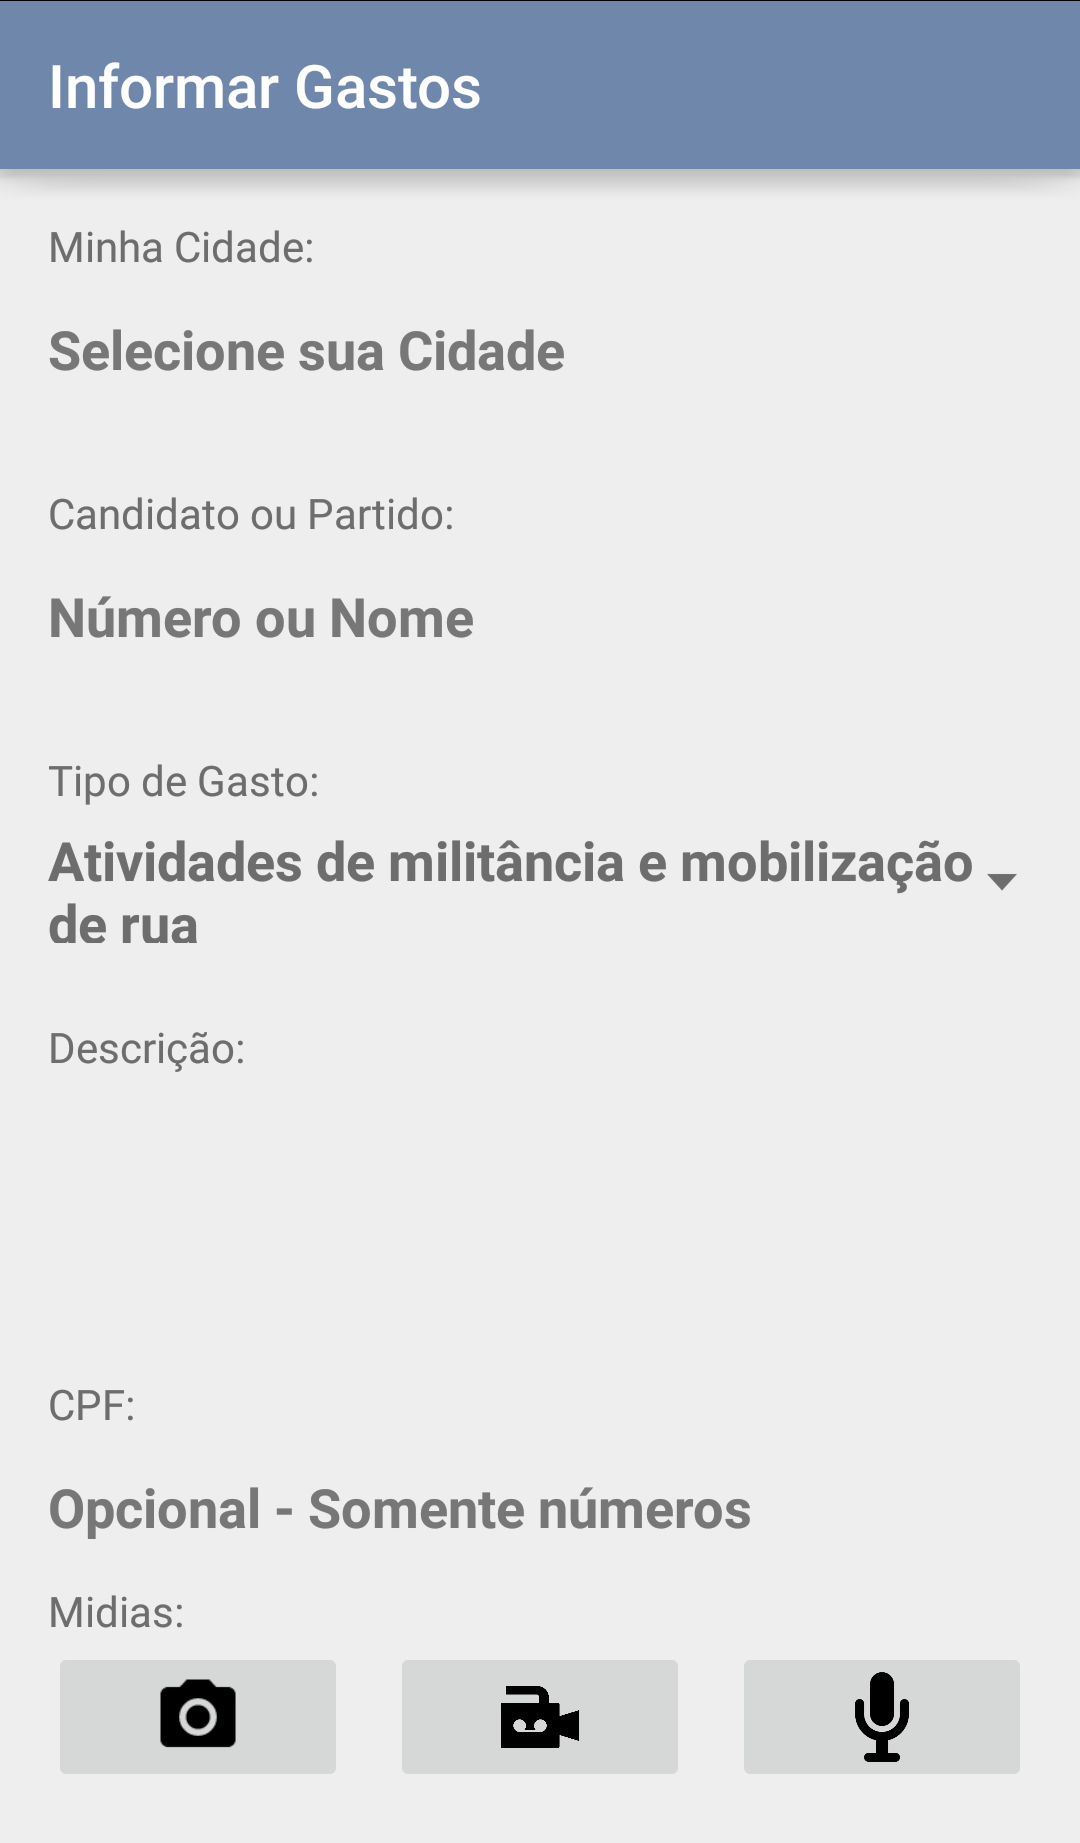 Informar Gastos
Minha Cidade:
Selecione sua Cidade
Candidato ou Partido:
Número ou Nome
Tipo de Gasto:
Atividades de militância e mobilização
de rua
Descrição:
CPF:
Opcional - Somente números
Midias: